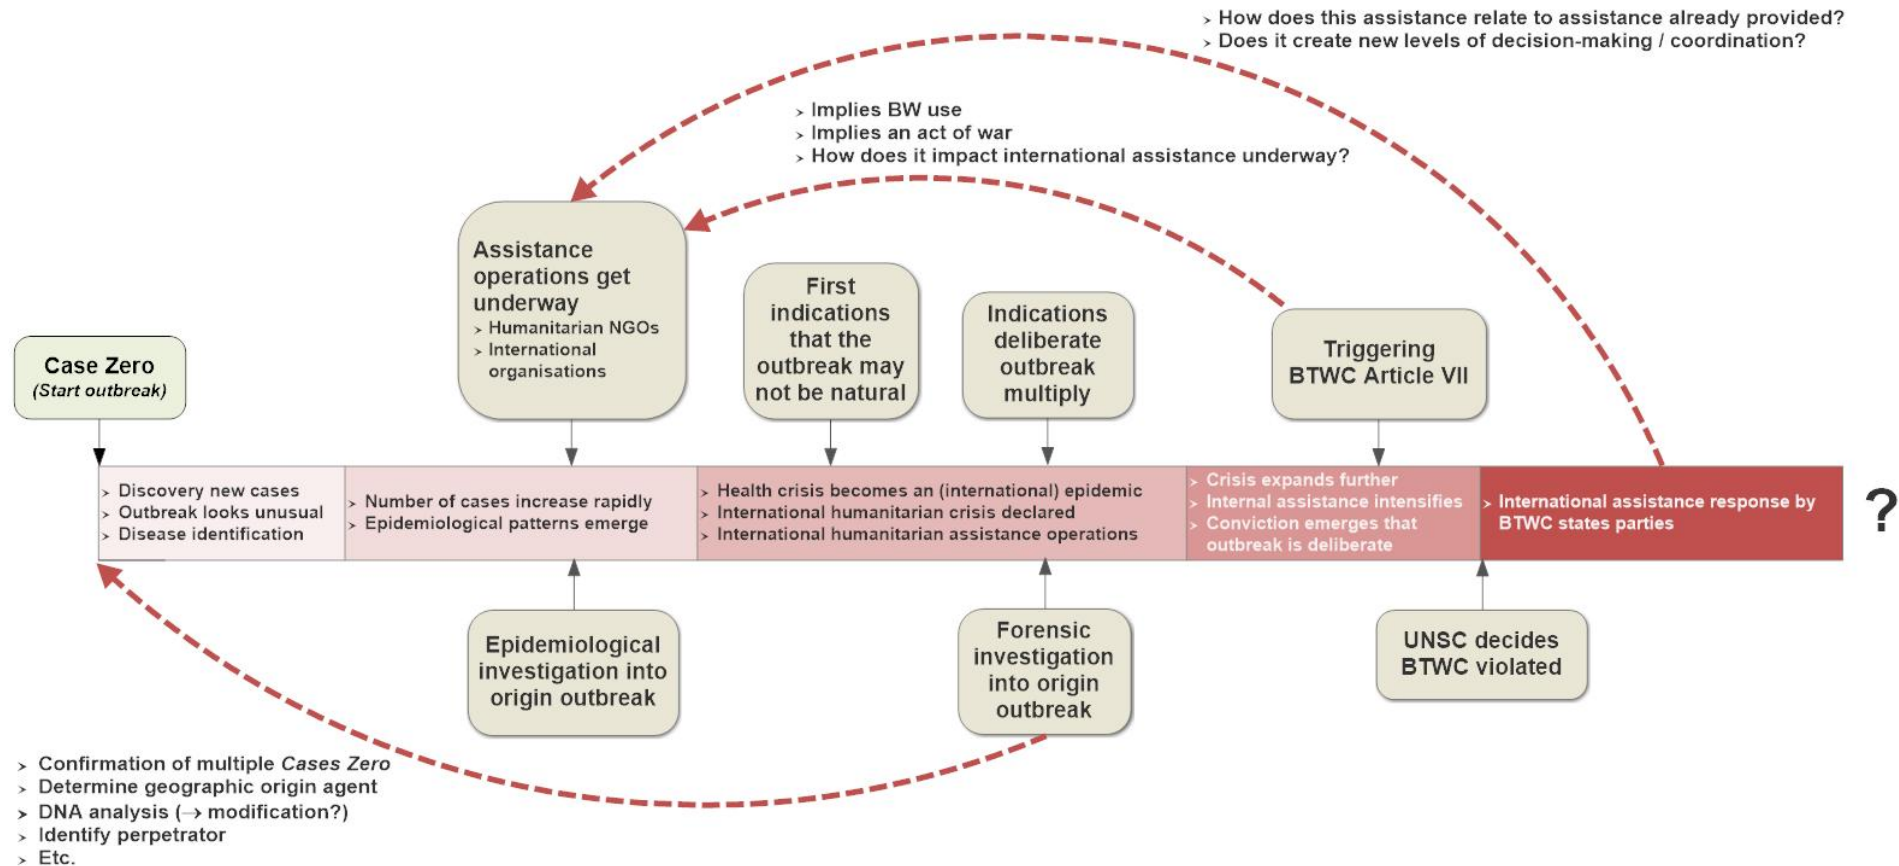 > How does this assistance relate to assistance already provided?
> Does it create new levels of decision-making / coordination?
> Implies BW use
> Implies an act of war
> How does it impact international assistance underway?
Assistance
operations get
underway
> Humanitarian NGOs
> International
organisations
First
indications
that the
outbreak may
not be natural
Indications
deliberate
outbreak
multiply
Triggering
BTWC Article VII
Case Zero
(Start outbreak)
> Discovery new cases
> Outbreak looks unusual
> Disease identification
> Number of cases increase rapidly
> Epidemiological patterns emerge
> Health crisis becomes an (international) epidemic
> International humanitarian crisis declared
> International humanitarian assistance operations
> Crisis expands further
> Internal assistance intensifies
> Conviction emerges that
outbreak is deliberate
> International assistance response by
BTWC states parties
?
Epidemiological
investigation into
origin outbreak
Forensic
investigation
into origin
outbreak
UNSC decides
BTWC violated
> Confirmation of multiple Cases Zero
> Determine geographic origin agent
> DNA analysis (→ modification?)
> Identify perpetrator
> Etc.